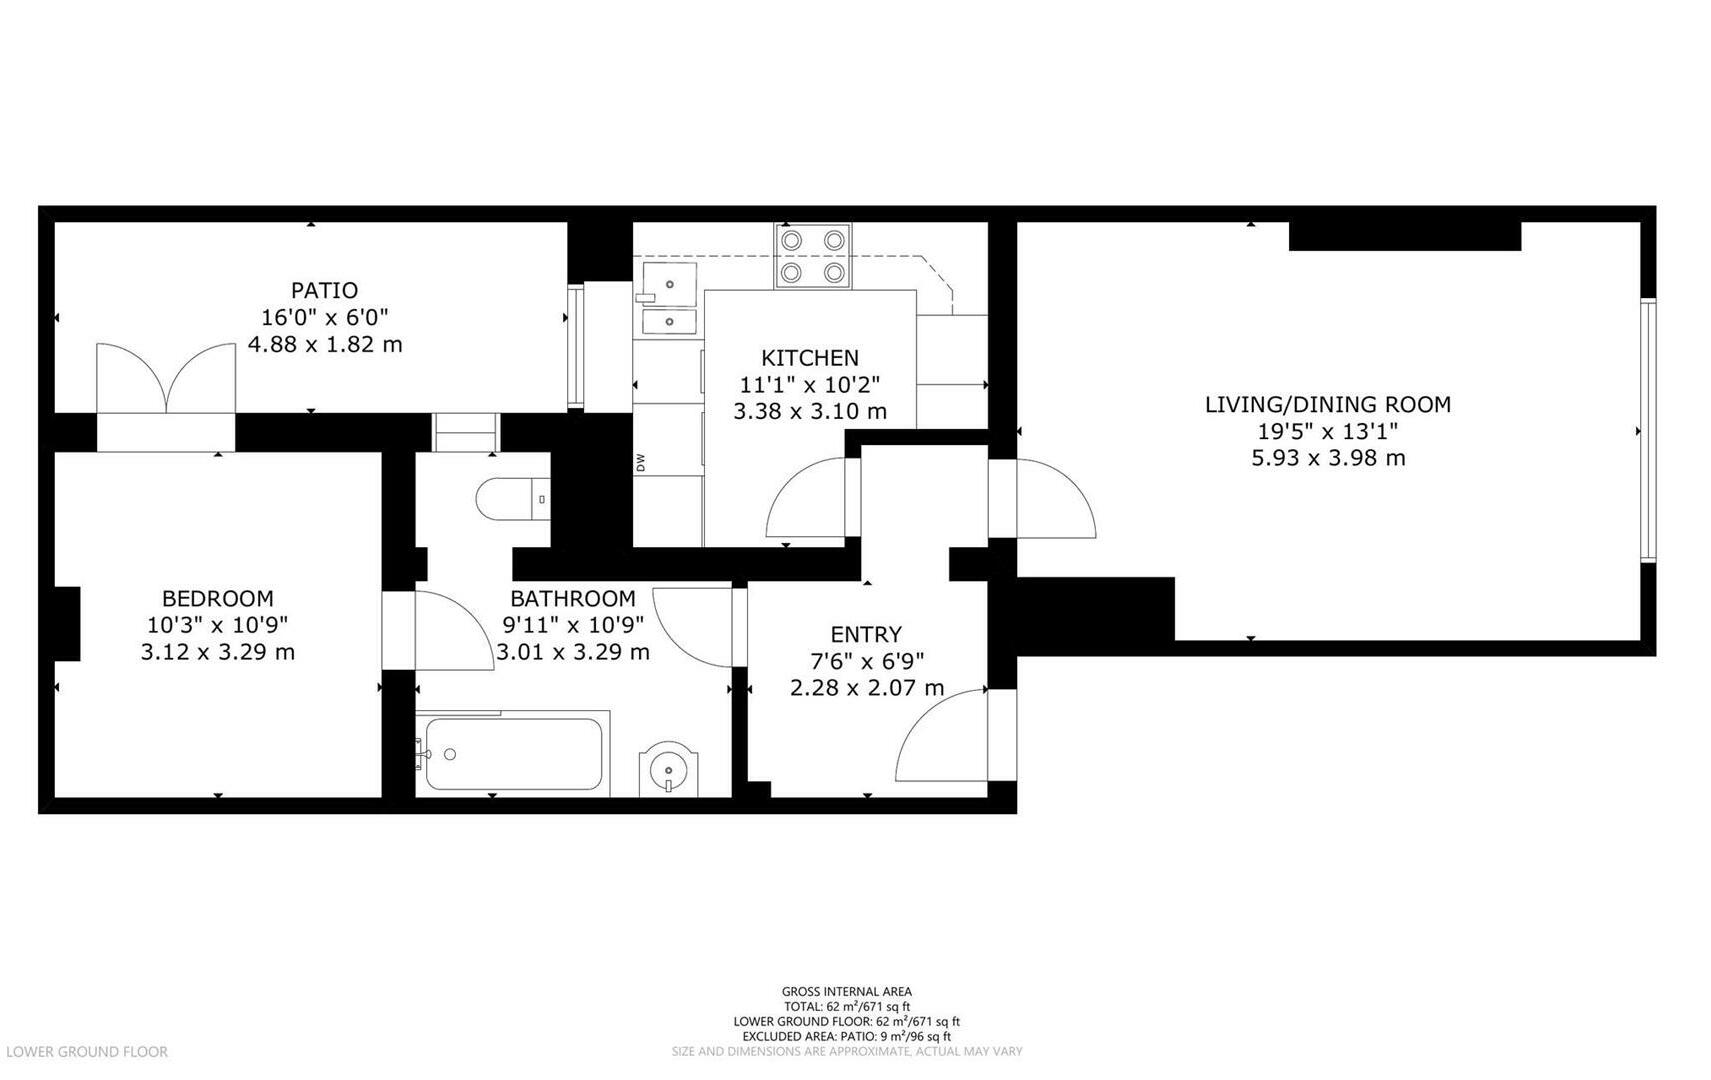 PATIO
16'0" x 6'0"
4.88 x 1.82 m
KITCHEN
11'1" x 10'2"
3.38 x 3.10 m
DW
LIVING/DINING ROOM
19'5" x 13'1"
5.93 x 3.98 m
BEDROOM
10'3" x 10'9"
3.12 x 3.29 m
BATHROOM
9'11" x 10'9"
3.01 x 3.29 m
ENTRY
7'6" x 6'9"
2.28 x 2.07 m
GROSS INTERNAL AREA
TOTAL: 62 m²/671 sq ft
LOWER GROUND FLOOR: 62 m²/671 sq ft
EXCLUDED AREA: PATIO: 9 m²/96 sq ft
SIZE AND DIMENSIONS ARE APPROXIMATE, ACTUAL MAY VARY
LOWER GROUND FLOOR